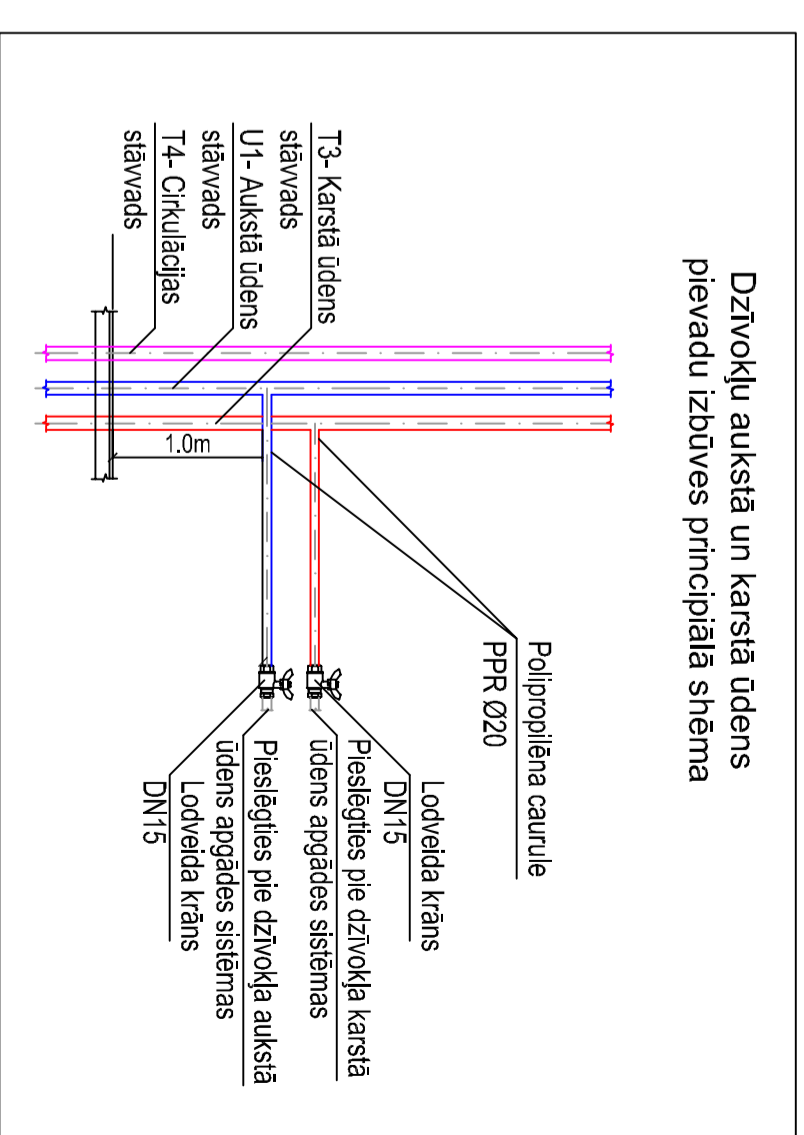 Dzīvokļu aukstā un karstā ūdens
pievadu izbūves principiālā shēma
Polipropilēna caurule
PPR Ø20
Lodveida krāns
DN15
Pieslēgties pie dzīvokļa karstā
ūdens apgādes sistēmas
Pieslēgties pie dzīvokļa aukstā
ūdens apgādes sistēmas
Lodveida krāns
DN15
T3- Karstā ūdens
stāvvads
U1- Aukstā ūdens
stāvvads
T4- Cirkulācijas
stāvvads
1.0m